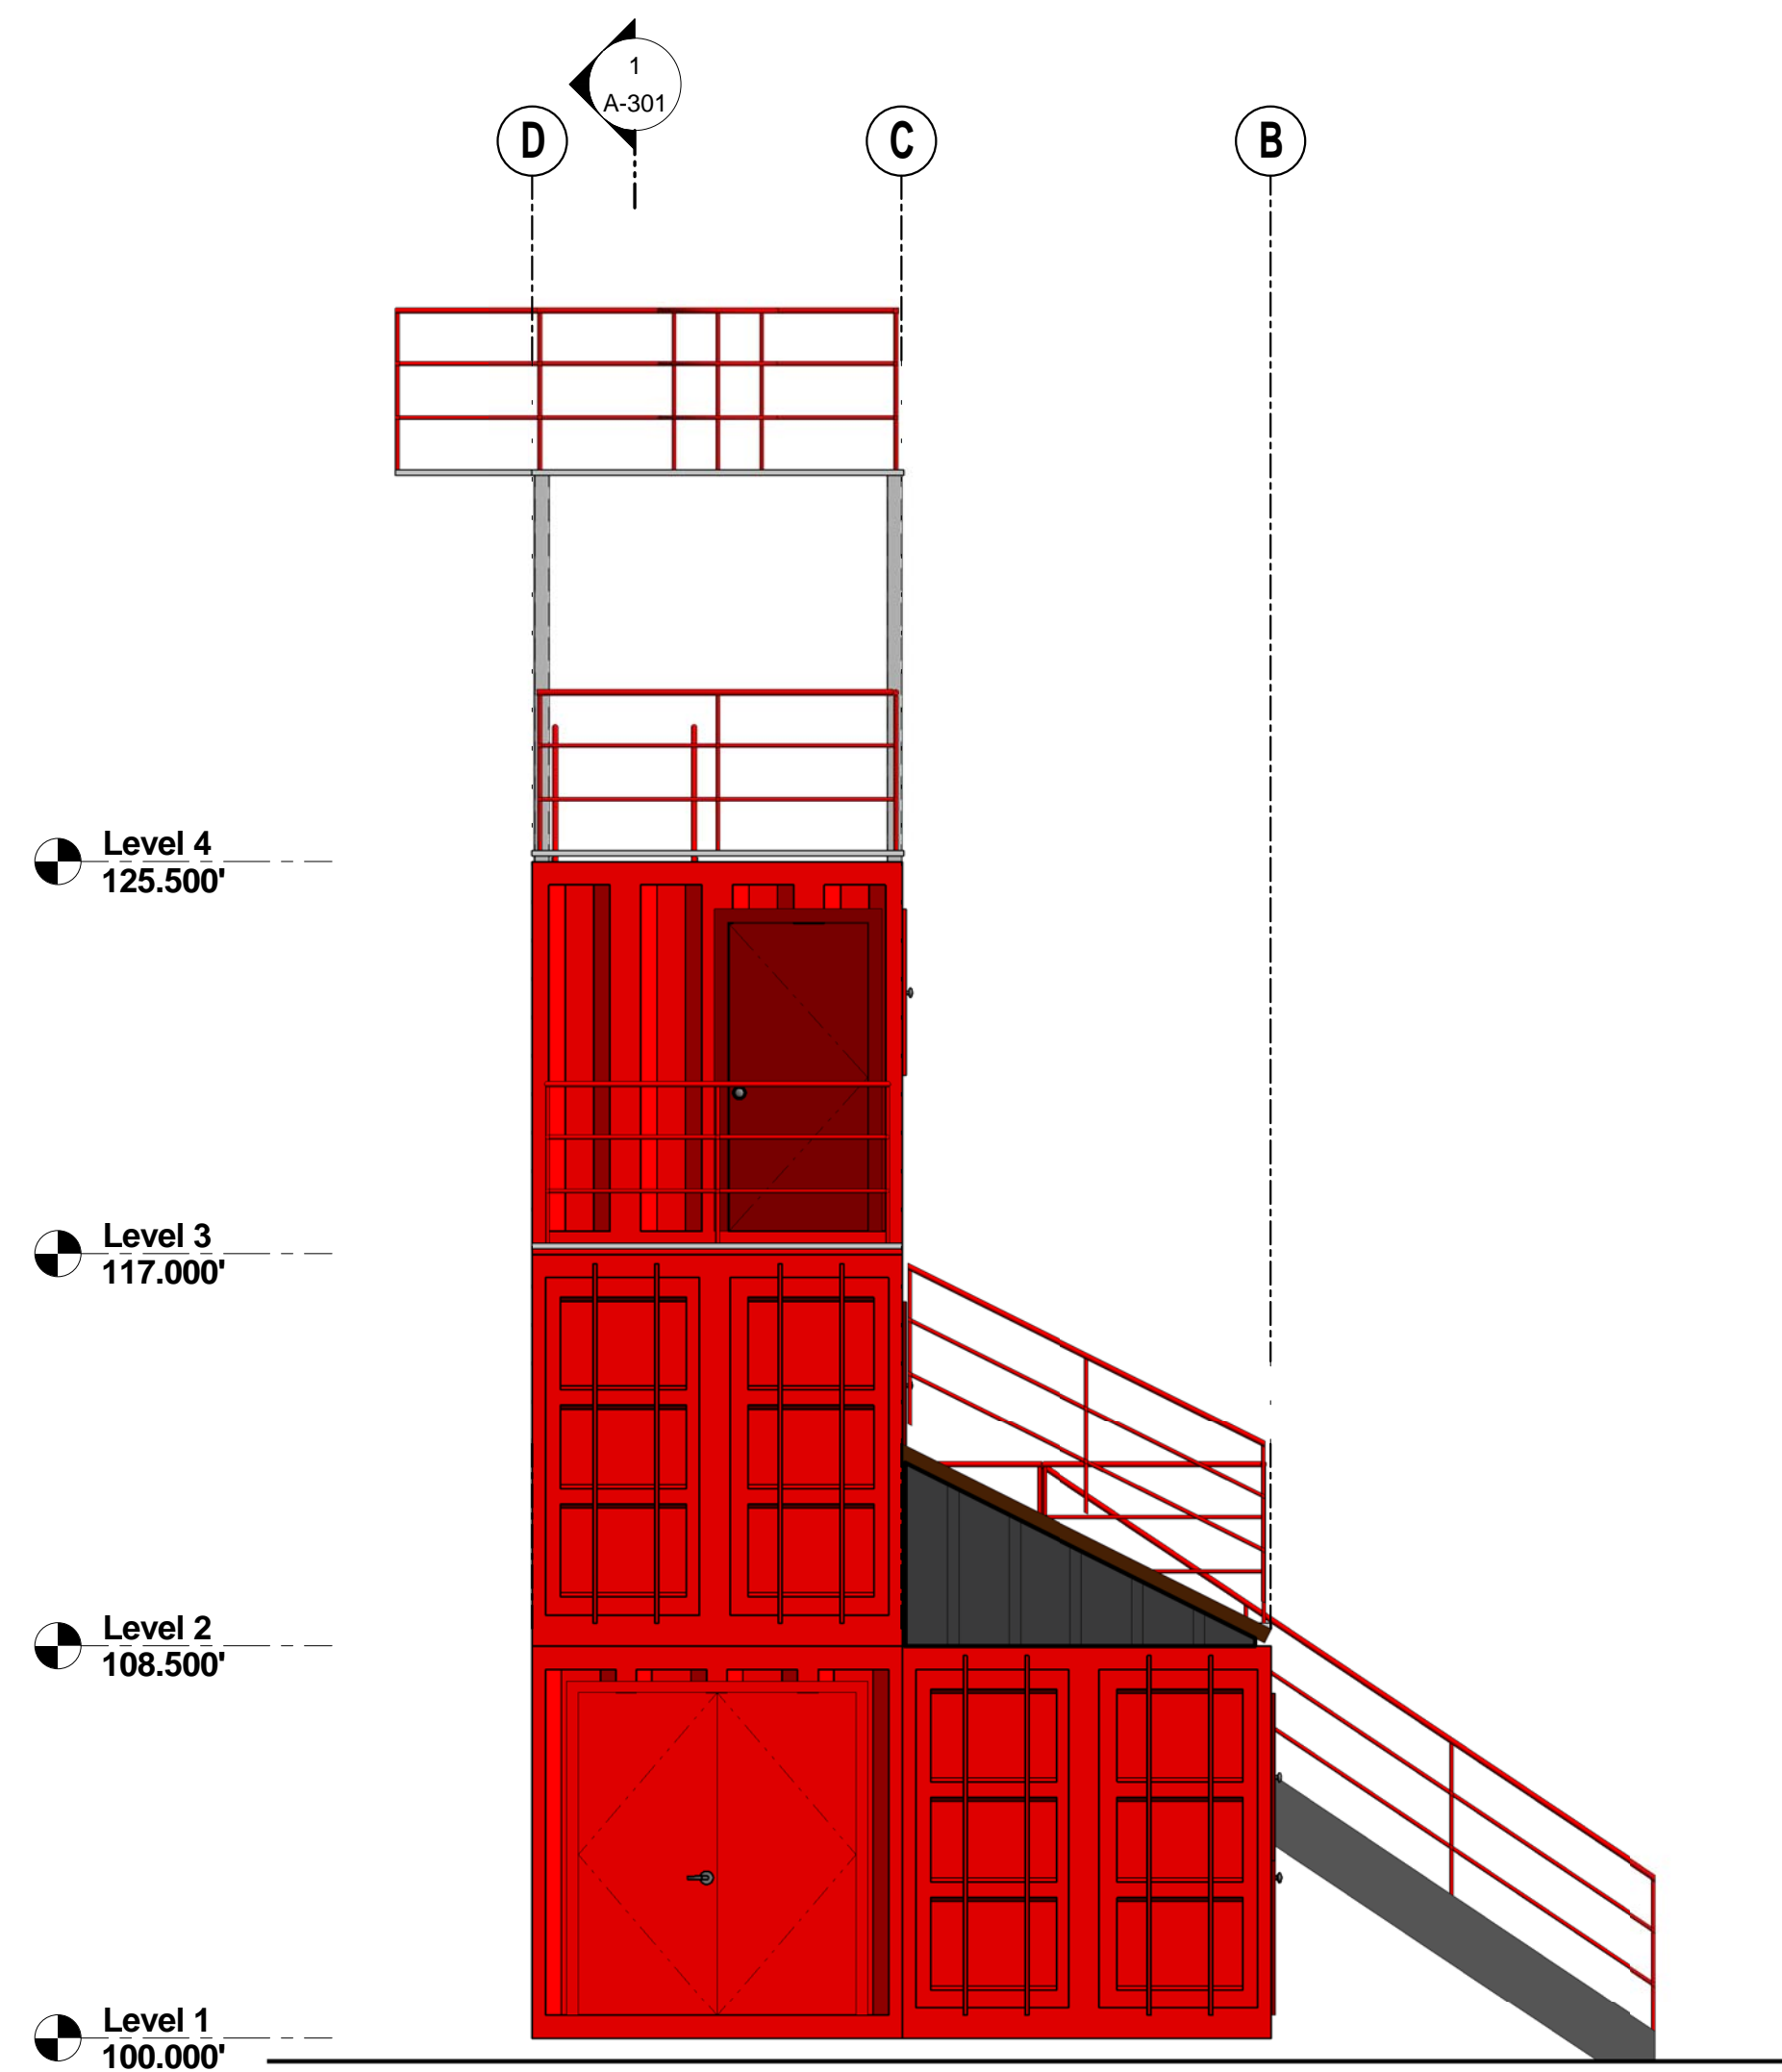 1
A-301
D
C
B
Level 4
125.500'
Level 3
117.000'
Level 2
108.500'
Level 1
100.000'